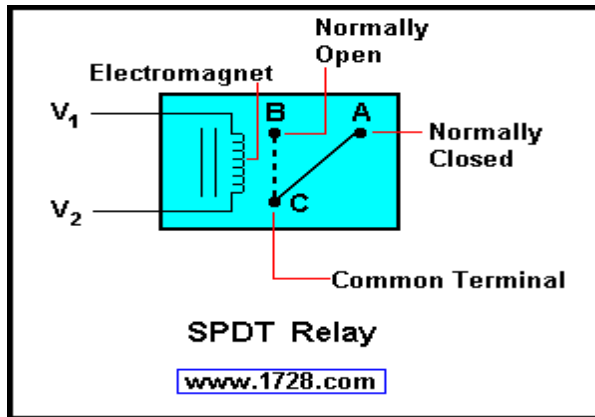 Normally
Open
Electromagnet
V1
B
A
Normally
Closed
V2
C
Common Terminal
SPDT Relay
www.1728.com